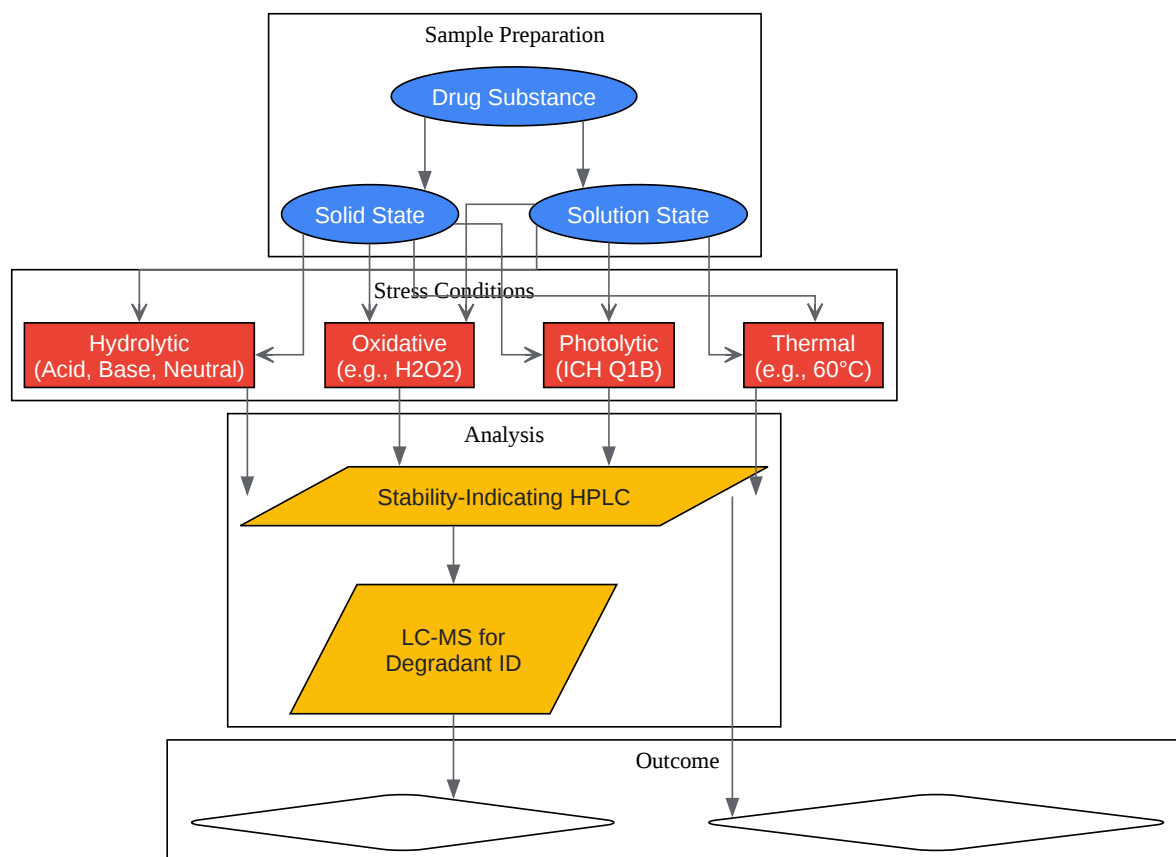 Sample Preparation
Drug Substance
Solid State
Solution State
Stress Conditions
Hydrolytic
(Acid, Base, Neutral)
Oxidative
(e.g., H2O2)
Photolytic
(ICH Q1B)
Thermal
(e.g., 60°C)
Analysis
Stability-Indicating HPLC
LC-MS for
Degradant ID
Outcome